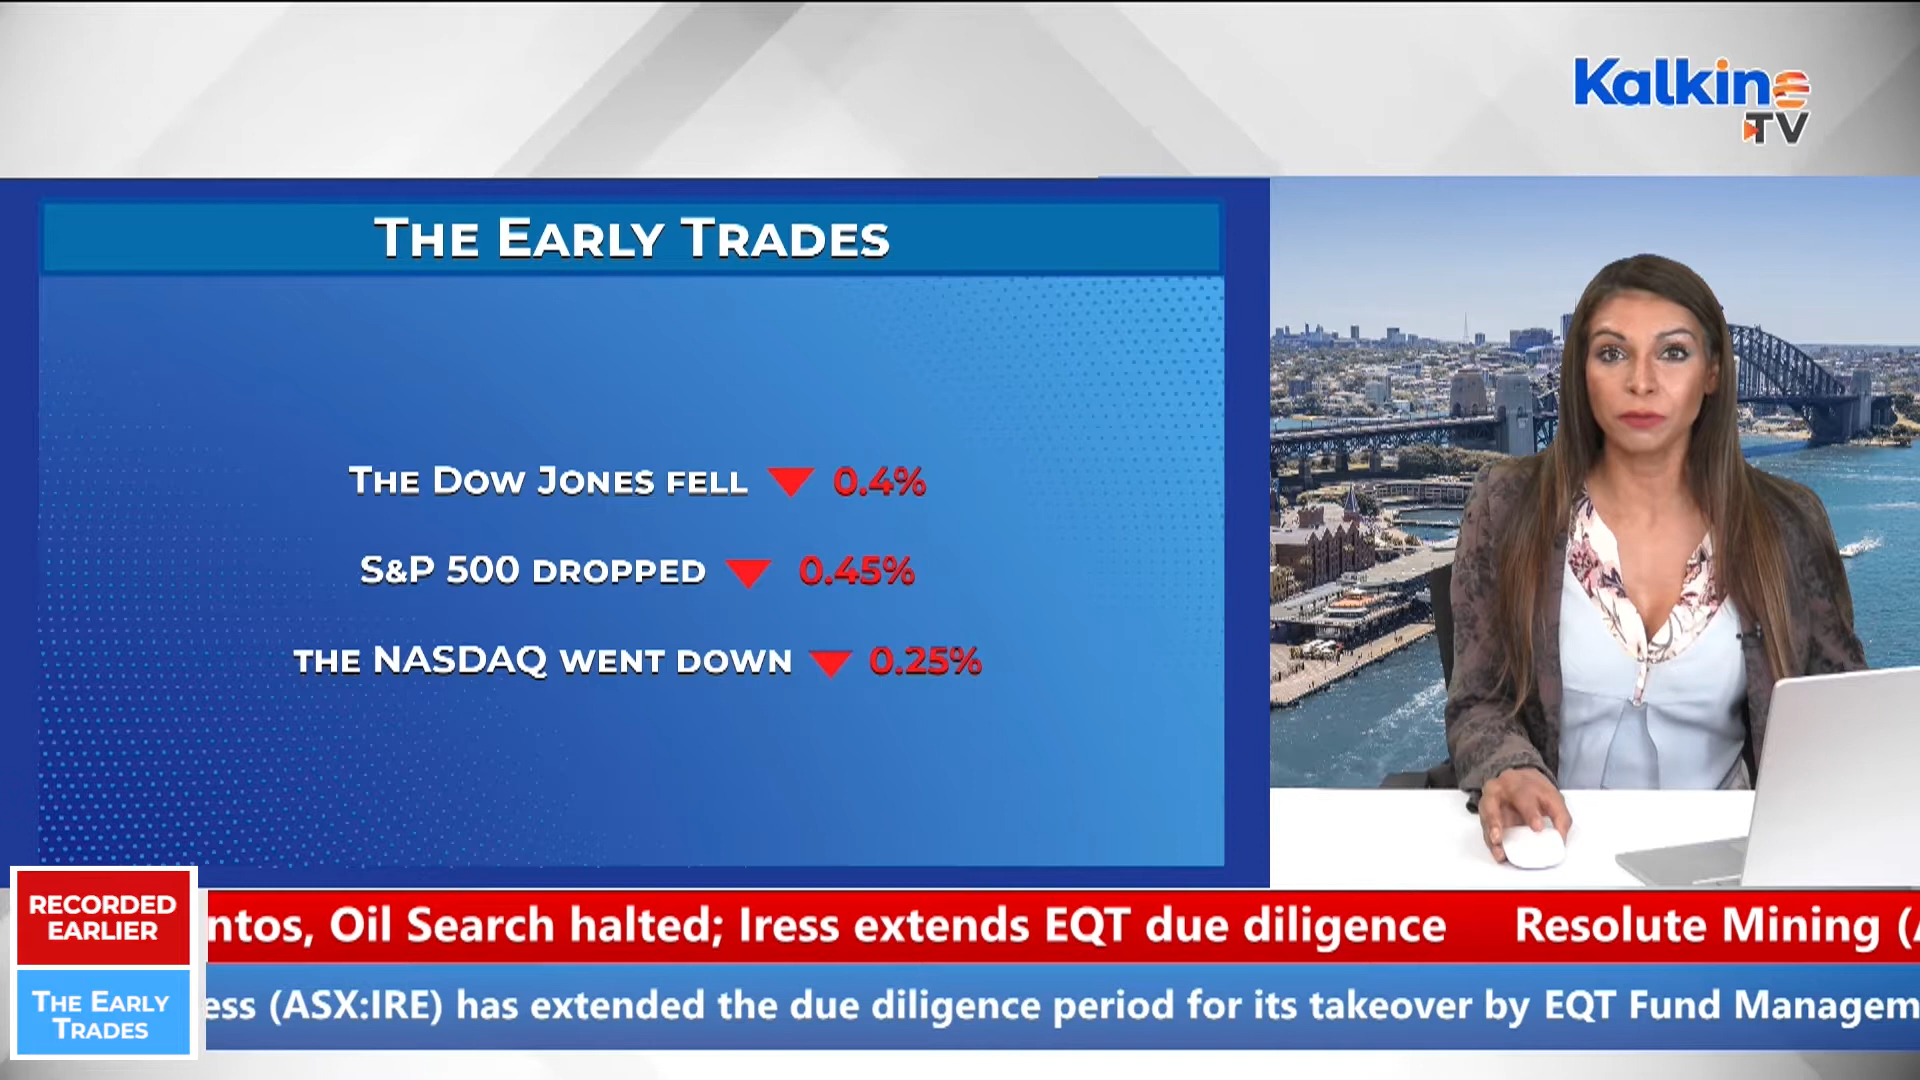 Kalkine
TV
THE EARLY TRADES
THE DOW JONES FELL 0.4%
S&P 500 DROPPED 0.45%
THE NASDAQ WENT DOWN 0.25%
RECORDED
EARLIER
ntos, Oil Search halted; Iress extends EQT due diligence Resolute Mining (
THE EARLY
TRADES
ess (ASX:IRE) has extended the due diligence period for its takeover by EQT Fund Managem